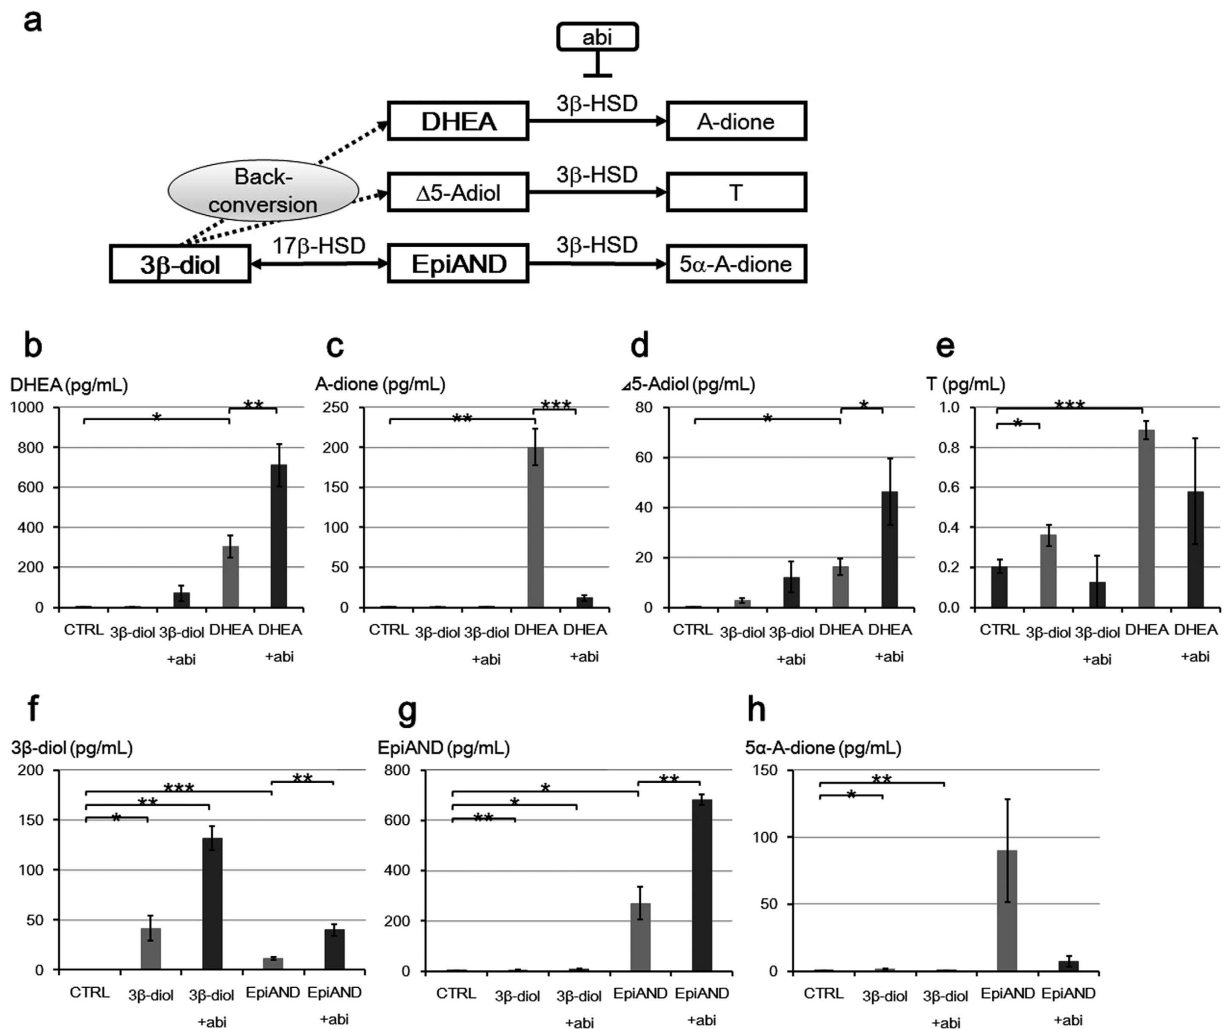 a
abi
3β-HSD
DHEA
A-dione
Back-
conversion
3β-HSD
Δ5-Adiol
T
17β-HSD
3β-HSD
3β-diol
EpiAND
5α-A-dione
b
DHEA (pg/mL)
1000
800
600
400
200
0
*
**
CTRL 3β-diol 3β-diol DHEA DHEA
+abi +abi
c
A-dione (pg/mL)
250
200
150
100
50
0
**
***
CTRL 3β-diol 3β-diol DHEA DHEA
+abi +abi
d
⊿5-Adiol (pg/mL)
80
60
40
20
0
*
*
CTRL 3β-diol 3β-diol DHEA DHEA
+abi +abi
e
T (pg/mL)
1.0
0.8
0.6
0.4
0.2
0.0
***
*
CTRL 3β-diol 3β-diol DHEA DHEA
+abi +abi
f
3β-diol (pg/mL)
200
150
100
50
0
***
**
**
*
CTRL 3β-diol 3β-diol EpiAND EpiAND
+abi +abi
g
EpiAND (pg/mL)
800
600
400
200
0
*
**
*
**
CTRL 3β-diol 3β-diol EpiAND EpiAND
+abi +abi
h
5α-A-dione (pg/mL)
150
100
50
0
**
*
CTRL 3β-diol 3β-diol EpiAND EpiAND
+abi +abi